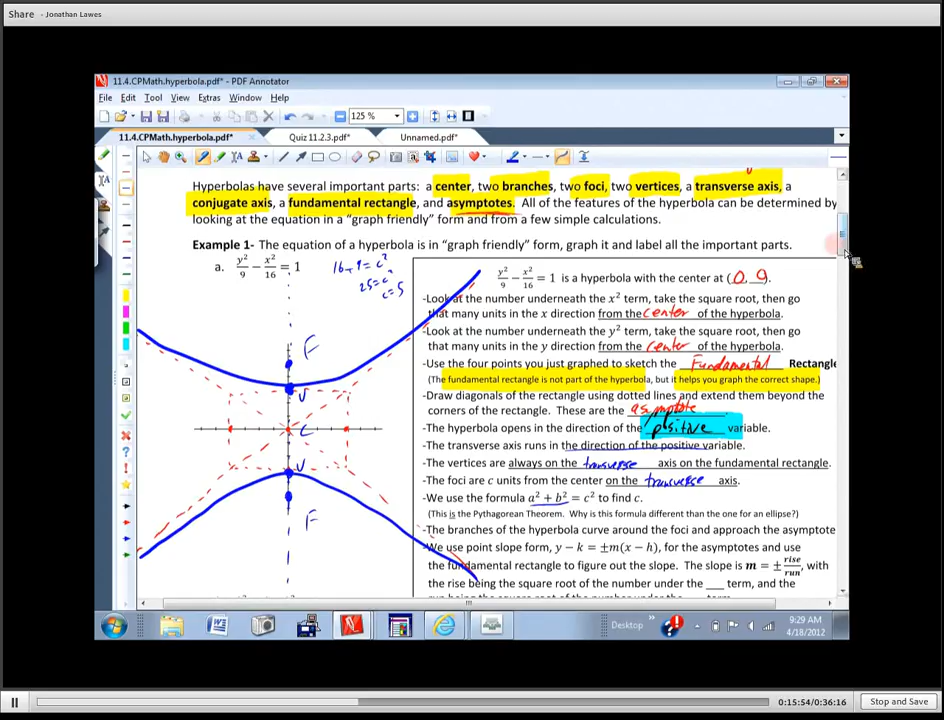 Share - Jonathan Lawes
11.4.CPMath.hyperbola.pdf* - PDF Annotator
File Edit Tool View Extras Window Help
125 %
11.4.CPMath.hyperbola.pdf* Quiz 11.2.3.pdf* Unnamed.pdf*
Hyperbolas have several important parts: a center, two branches, two foci, two vertices, a transverse axis, a
conjugate axis, a fundamental rectangle, and asymptotes. All of the features of the hyperbola can be determined by
looking at the equation in a “graph friendly” form and from a few simple calculations.
Example 1- The equation of a hyperbola is in “graph friendly” form, graph it and label all the important parts.
a. y²/9 − x²/16 = 1
16+9=c²
25=c²
c=5
F
V
C
V
F
y²/9 − x²/16 = 1 is a hyperbola with the center at (0, 0).
-Look at the number underneath the x² term, take the square root, then go
that many units in the x direction from the center of the hyperbola.
-Look at the number underneath the y² term, take the square root, then go
that many units in the y direction from the center of the hyperbola.
-Use the four points you just graphed to sketch the Fundamental Rectangle
(The fundamental rectangle is not part of the hyperbola, but it helps you graph the correct shape.)
-Draw diagonals of the rectangle using dotted lines and extend them beyond the
corners of the rectangle. These are the asymptote
-The hyperbola opens in the direction of the positive variable.
-The transverse axis runs in the direction of the positive variable.
-The vertices are always on the transverse axis on the fundamental rectangle.
-The foci are c units from the center on the transverse axis.
-We use the formula a² + b² = c² to find c.
(This is the Pythagorean Theorem. Why is this formula different than the one for an ellipse?)
-The branches of the hyperbola curve around the foci and approach the asymptote
-We use point slope form, y − k = ±m(x − h), for the asymptotes and use
the fundamental rectangle to figure out the slope. The slope is m = ± rise/run, with
the rise being the square root of the number under the ___ term, and the
Desktop
9:29 AM
4/18/2012
0:15:54/0:36:16
Stop and Save